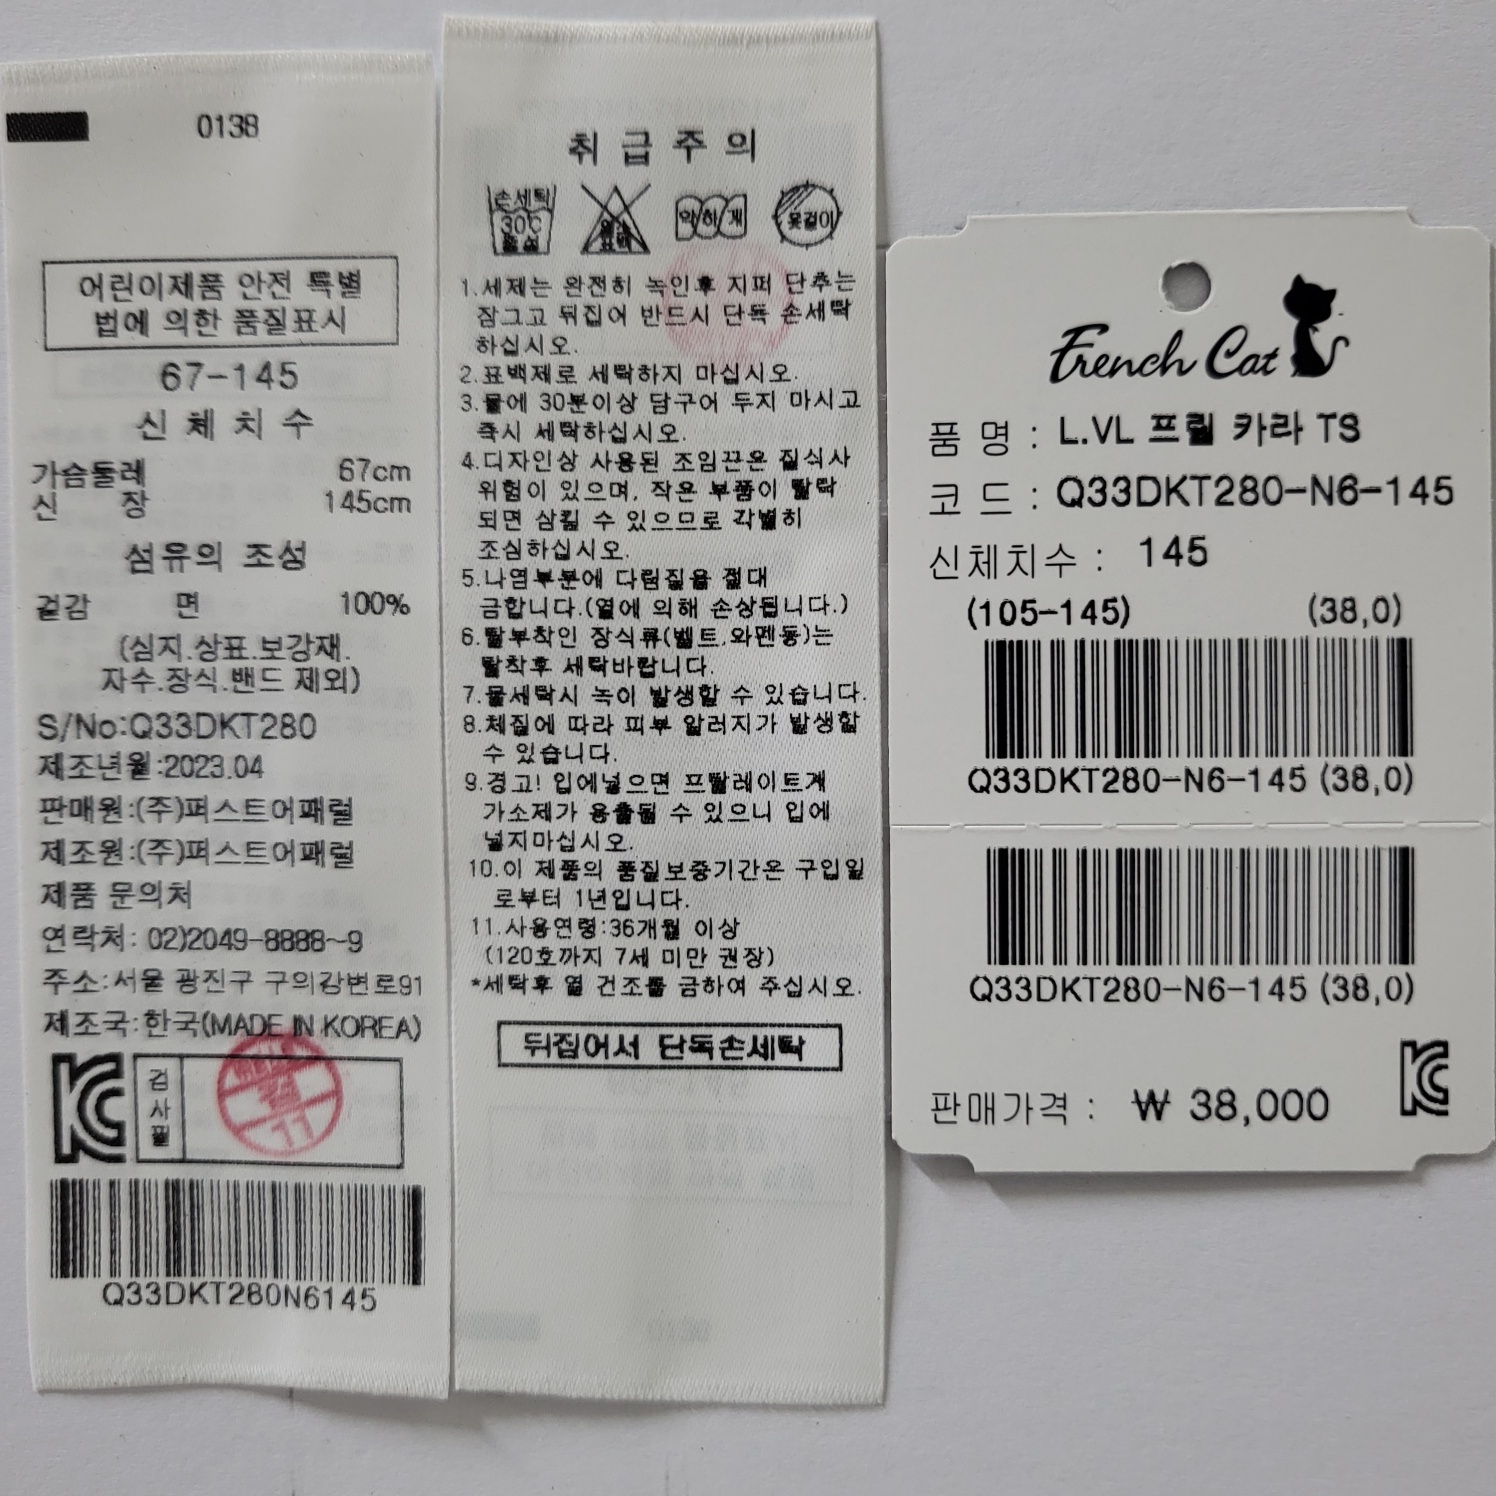 0138
어린이제품 안전 특별
법에 의한 품질표시
67-145
신 체 치 수
가슴둘레 67cm
신 장 145cm
섬유의 조성
겉감 면 100%
(심지.상표.보강재.
자수.장식.밴드 제외)
S/No:Q33DKT280
제조년월:2023.04
판매원:(주)퍼스트어패럴
제조원:(주)퍼스트어패럴
제품 문의처
연락처: 02)2049-8888~9
주소:서울 광진구 구의강변로91
제조국:한국(MADE IN KOREA)
KC
검사필
11
Q33DKT280N6145
취 급 주 의
손세탁 30℃ 중성
염소 표백
약하게
옷걸이
1.세제는 완전히 녹인후 지퍼 단추는
잠그고 뒤집어 반드시 단독 손세탁
하십시오.
2.표백제로 세탁하지 마십시오.
3.물에 30분이상 담구어 두지 마시고
즉시 세탁하십시오.
4.디자인상 사용된 조임끈은 질식사
위험이 있으며, 작은 부품이 탈락
되면 삼킬 수 있으므로 각별히
조심하십시오.
5.나염부분에 다림질을 절대
금합니다.(열에 의해 손상됩니다.)
6.탈부착인 장식류(벨트.와펜등)는
탈착후 세탁바랍니다.
7.물세탁시 녹이 발생할 수 있습니다.
8.체질에 따라 피부 알러지가 발생할
수 있습니다.
9.경고! 입에넣으면 프탈레이트계
가소제가 용출될 수 있으니 입에
넣지마십시오.
10.이 제품의 품질보증기간은 구입일
로부터 1년입니다.
11.사용연령:36개월 이상
(120호까지 7세 미만 권장)
*세탁후 열 건조를 금하여 주십시오.
뒤집어서 단독손세탁
French Cat
품 명 : L.VL 프릴 카라 TS
코 드 : Q33DKT280-N6-145
신체치수 : 145
(105-145) (38,0)
Q33DKT280-N6-145 (38,0)
Q33DKT280-N6-145 (38,0)
판매가격 : ₩ 38,000
KC